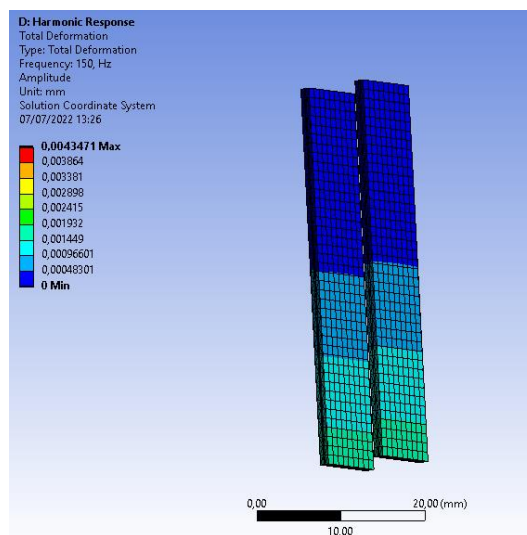 D: Harmonic Response
Total Deformation
Type: Total Deformation
Frequency: 150, Hz
Amplitude
Unit: mm
Solution Coordinate System
07/07/2022 13:26
0,0043471 Max
0,003864
0,003381
0,002898
0,002415
0,001932
0,001449
0,00096601
0,00048301
0 Min
0,00 20,00 (mm)
10,00